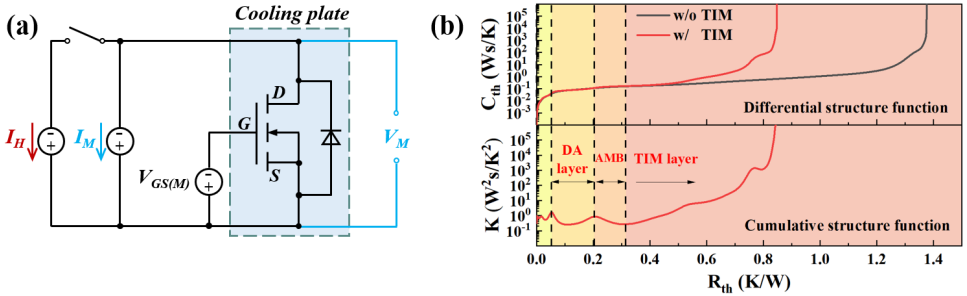 (a)
Cooling plate
D
G
S
I_H
I_M
V_GS(M)
V_M
- +
- +
- +
(b)
C_th (Ws/K)
10^5
10^4
10^3
10^2
10^1
10^0
10^-1
10^-2
10^-3
w/o TIM
w/ TIM
Differential structure function
K (W^2s/K^2)
10^5
10^4
10^3
10^2
10^1
10^0
10^-1
DA
layer
AMB
TIM layer
Cumulative structure function
0.0 0.2 0.4 0.6 0.8 1.0 1.2 1.4
R_th (K/W)